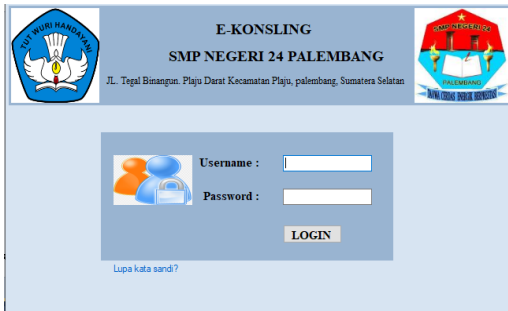 E-KONSLING
SMP NEGERI 24 PALEMBANG
JL. Tegal Binangun. Plaju Darat Kecamatan Plaju, palembang, Sumatera Selatan
TUT WURI HANDAYANI
SMP NEGERI 24
PALEMBANG
Username :
Password :
LOGIN
Lupa kata sandi?